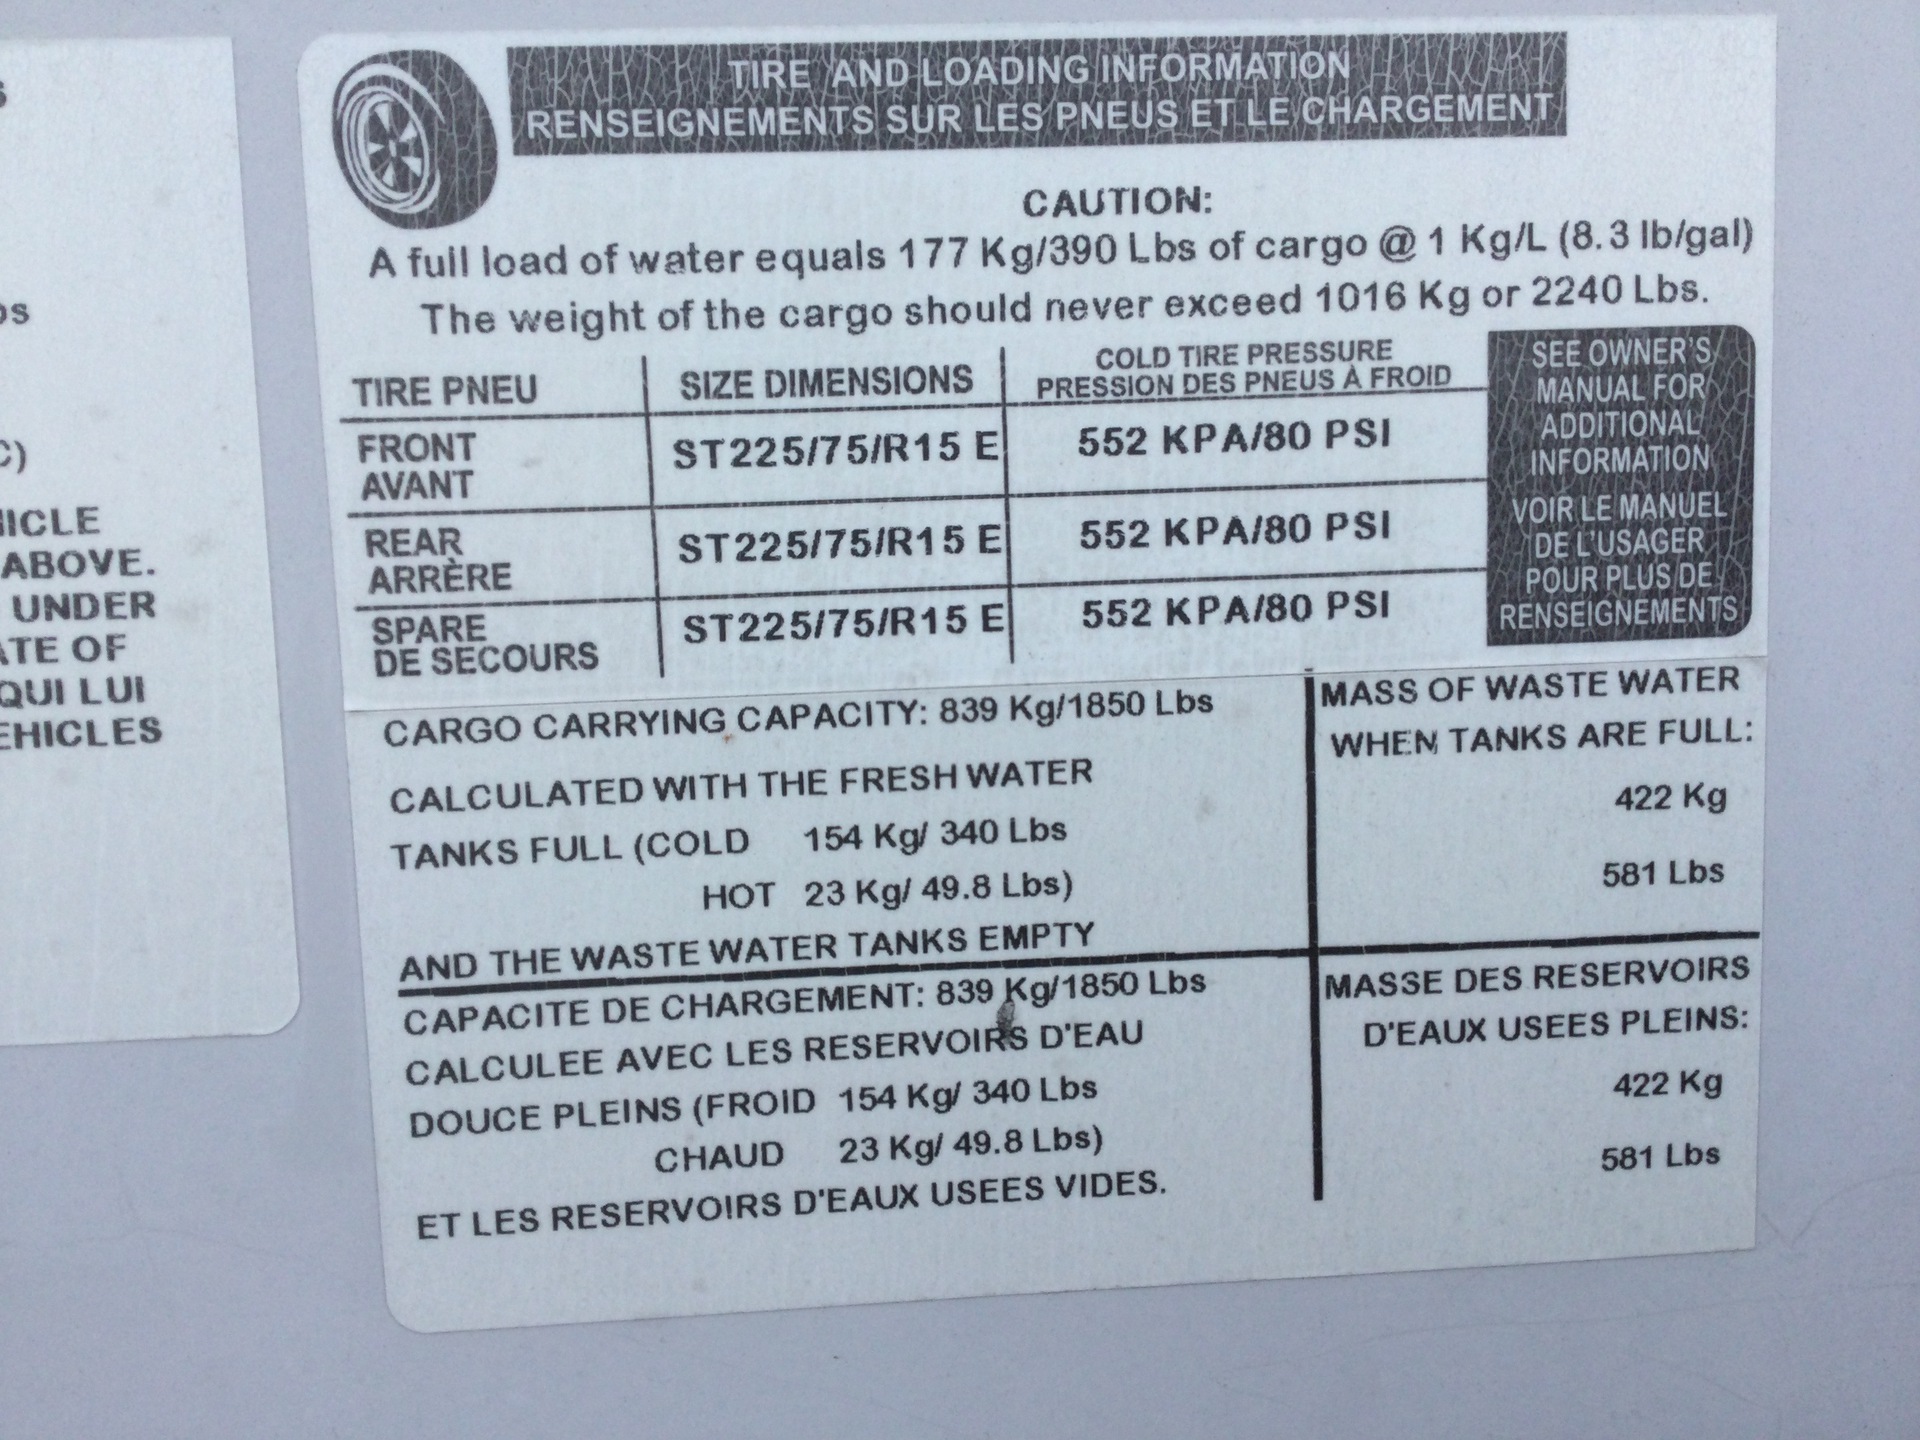 S
OS
C)
HICLE
ABOVE.
UNDER
ATE OF
QUI LUI
EHICLES
TIRE AND LOADING INFORMATION
RENSEIGNEMENTS SUR LES PNEUS ET LE CHARGEMENT
CAUTION:
A full load of water equals 177 Kg/390 Lbs of cargo @ 1 Kg/L (8.3 lb/gal)
The weight of the cargo should never exceed 1016 Kg or 2240 Lbs.
TIRE PNEU SIZE DIMENSIONS COLD TIRE PRESSURE
PRESSION DES PNEUS À FROID
FRONT
AVANT ST225/75/R15 E 552 KPA/80 PSI
REAR
ARRÈRE ST225/75/R15 E 552 KPA/80 PSI
SPARE
DE SECOURS ST225/75/R15 E 552 KPA/80 PSI
SEE OWNER'S
MANUAL FOR
ADDITIONAL
INFORMATION
VOIR LE MANUEL
DE L'USAGER
POUR PLUS DE
RENSEIGNEMENTS
CARGO CARRYING CAPACITY: 839 Kg/1850 Lbs
CALCULATED WITH THE FRESH WATER
TANKS FULL (COLD 154 Kg/ 340 Lbs
HOT 23 Kg/ 49.8 Lbs)
AND THE WASTE WATER TANKS EMPTY
MASS OF WASTE WATER
WHEN TANKS ARE FULL:
422 Kg
581 Lbs
CAPACITE DE CHARGEMENT: 839 Kg/1850 Lbs
CALCULEE AVEC LES RESERVOIRS D'EAU
DOUCE PLEINS (FROID 154 Kg/ 340 Lbs
CHAUD 23 Kg/ 49.8 Lbs)
ET LES RESERVOIRS D'EAUX USEES VIDES.
MASSE DES RESERVOIRS
D'EAUX USEES PLEINS:
422 Kg
581 Lbs